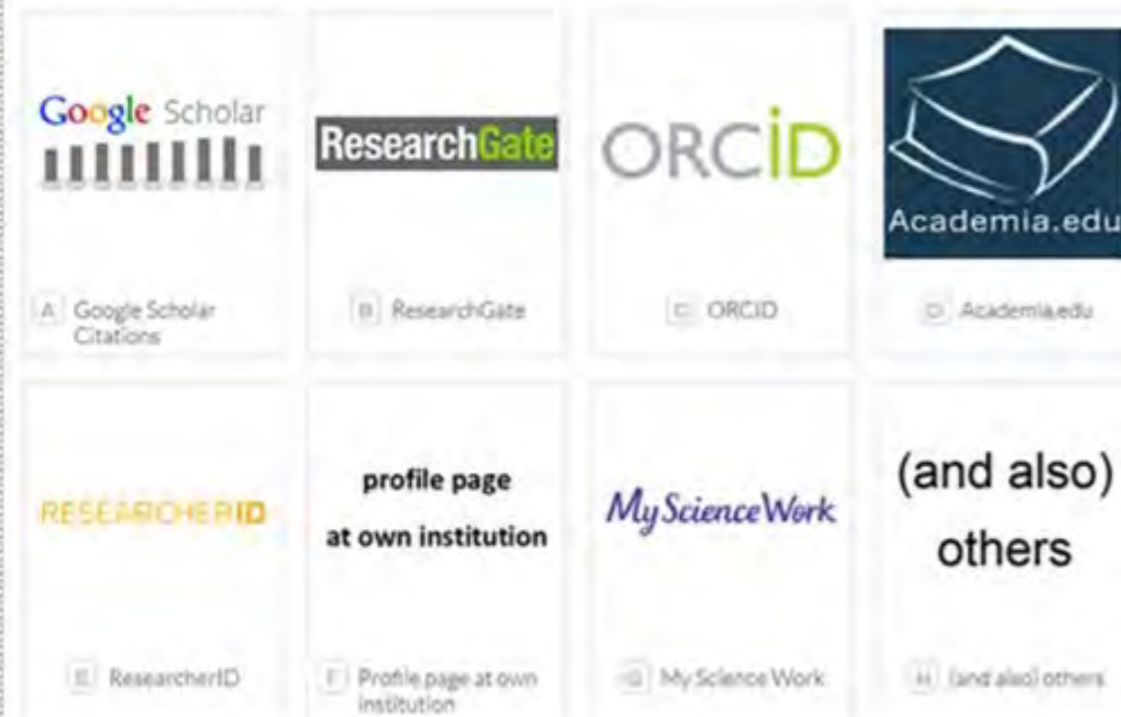 Google Scholar
ResearchGate
ORCiD
Academia.edu
A Google Scholar
Citations
B ResearchGate
C ORCID
D Academia.edu
RESEARCHERID
profile page
at own institution
MyScienceWork
(and also)
others
E ResearcherID
F Profile page at own
institution
G My Science Work
H (and also) others